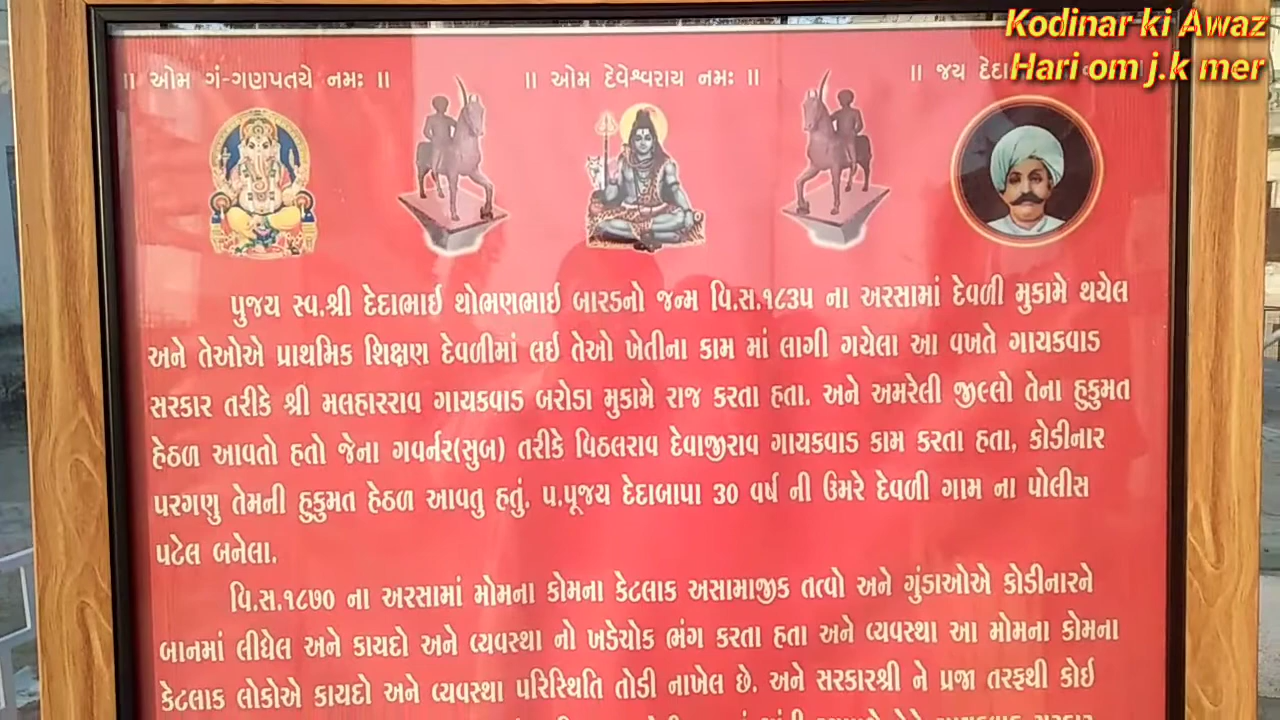 Kodinar ki Awaz
Hari om j.k mer
॥ ઓમ ગં-ગણપતયે નમઃ ॥ ॥ ઓમ દેવેશ્વરાય નમઃ ॥ ॥ જય દેદા
પુજય સ્વ.શ્રી દેદાભાઇ થોભણભાઇ બારડનો જન્મ વિ.સ.૧૮૩૫ ના અરસામાં દેવળી મુકામે થયેલ
અને તેઓએ પ્રાથમિક શિક્ષણ દેવળીમાં લઇ તેઓ ખેતીના કામ માં લાગી ગયેલા આ વખતે ગાયકવાડ
સરકાર તરીકે શ્રી મલહારરાવ ગાયકવાડ બરોડા મુકામે રાજ કરતા હતા. અને અમરેલી જીલ્લો તેના હુકુમત
હેઠળ આવતો હતો જેના ગવર્નર(સુબ) તરીકે વિઠલરાવ દેવાજીરાવ ગાયકવાડ કામ કરતા હતા, કોડીનાર
પરગણુ તેમની હુકુમત હેઠળ આવતુ હતું. પ.પૂજય દેદાબાપા 30 વર્ષ ની ઉમરે દેવળી ગામ ના પોલીસ
પટેલ બનેલા.
વિ.સ.૧૮૭૦ ના અરસામાં મોમના કોમના કેટલાક અસામાજીક તત્વો અને ગુંડાઓએ કોડીનારને
બાનમાં લીધેલ અને કાયદો અને વ્યવસ્થા નો ખડેચોક ભંગ કરતા હતા અને વ્યવસ્થા આ મોમના કોમના
કેટલાક લોકોએ કાયદો અને વ્યવસ્થા પરિસ્થિતિ તોડી નાખેલ છે. અને સરકારશ્રી ને પ્રજા તરફથી કોઇ